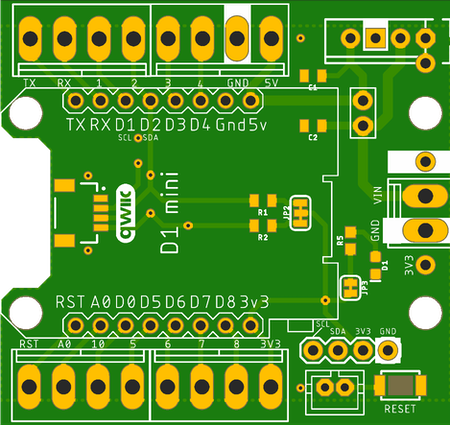 TX RX 1 2 3 4 GND 5V
C1
TX RX D1 D2 D3 D4 Gnd 5v
SCL SDA
C2
qwiic
D1 mini
R1
R2
JP2
VIN
GND
3V3
R5
D1
JP3
RST A0 D0 D5 D6 D7 D8 3v3
RST A0 10 5 6 7 8 3V3
SCL
SDA 3V3 GND
RESET